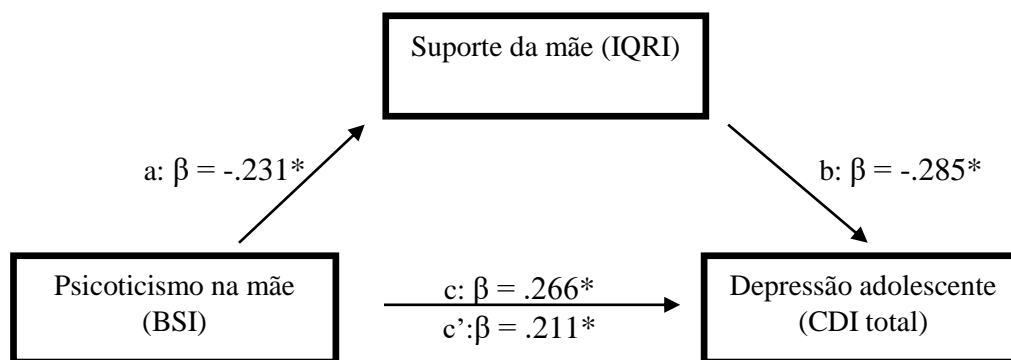 Suporte da mãe (IQRI)
a: β = -.231*
b: β = -.285*
Psicoticismo na mãe
(BSI)
c: β = .266*
c’:β = .211*
Depressão adolescente
(CDI total)